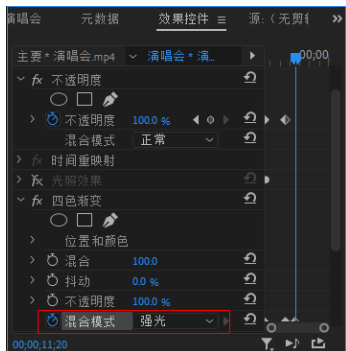 演唱会 元数据 效果控件 ≡ 源:（无剪辑 »
主要 * 演唱会.mp4 演唱会 * 演... 00;00
fx 不透明度
不透明度 100.0 %
混合模式 正常
fx 时间重映射
fx 光照效果
fx 四色渐变
位置和颜色
混合 100.0
抖动 0.0 %
不透明度 100.0 %
混合模式 强光
00;00;11;20